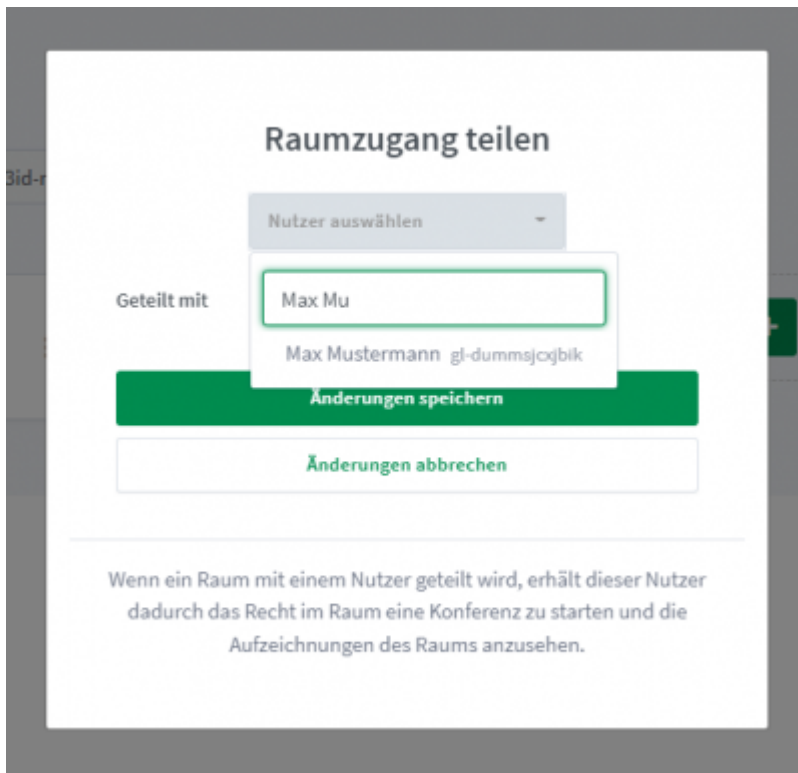 Raumzugang teilen
3id-r
Nutzer auswählen
Geteilt mit
Max Mu
Max Mustermann gl-dummsjcxjbik
Änderungen speichern
Änderungen abbrechen
Wenn ein Raum mit einem Nutzer geteilt wird, erhält dieser Nutzer
dadurch das Recht im Raum eine Konferenz zu starten und die
Aufzeichnungen des Raums anzusehen.